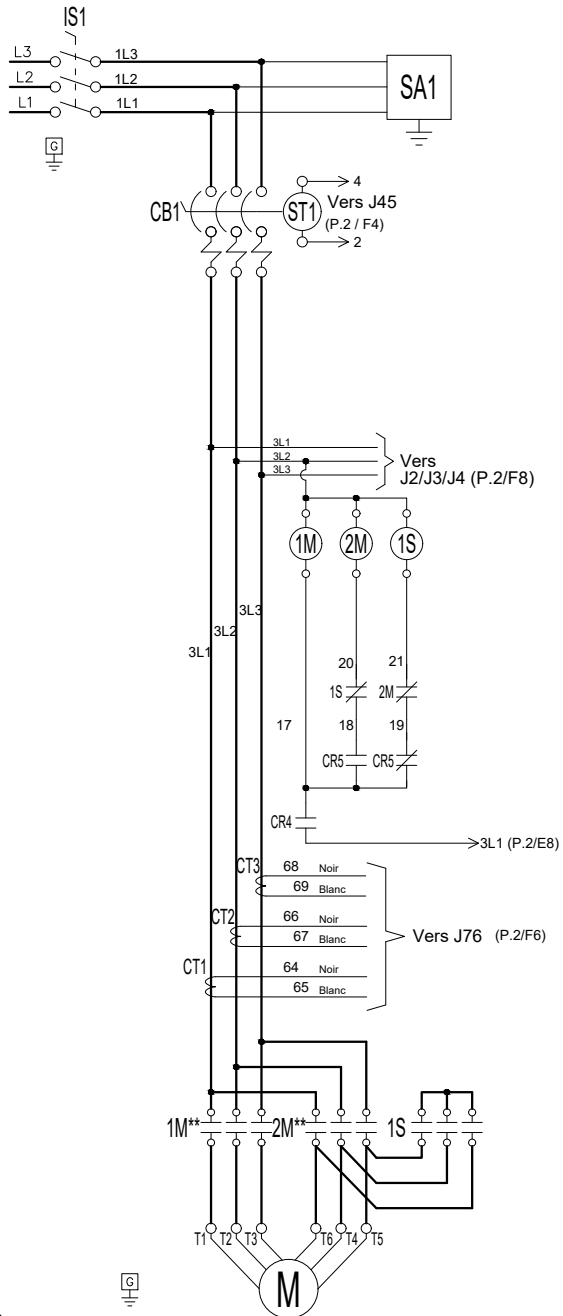 IS1
L3 1L3
L2 1L2 SA1
L1 1L1
G
4
CB1 ST1 Vers J45
(P.2 / F4)
2
3L1
3L2 Vers
3L3 J2/J3/J4 (P.2/F8)
1M 2M 1S
3L3
3L2
3L1
20 21
1S 2M
17 18 19
CR5 CR5
CR4
3L1 (P.2/E8)
CT3 68 Noir
69 Blanc
CT2 66 Noir
67 Blanc Vers J76 (P.2/F6)
CT1 64 Noir
65 Blanc
1M** 2M** 1S
T1 T2 T3 T6 T4 T5
G M